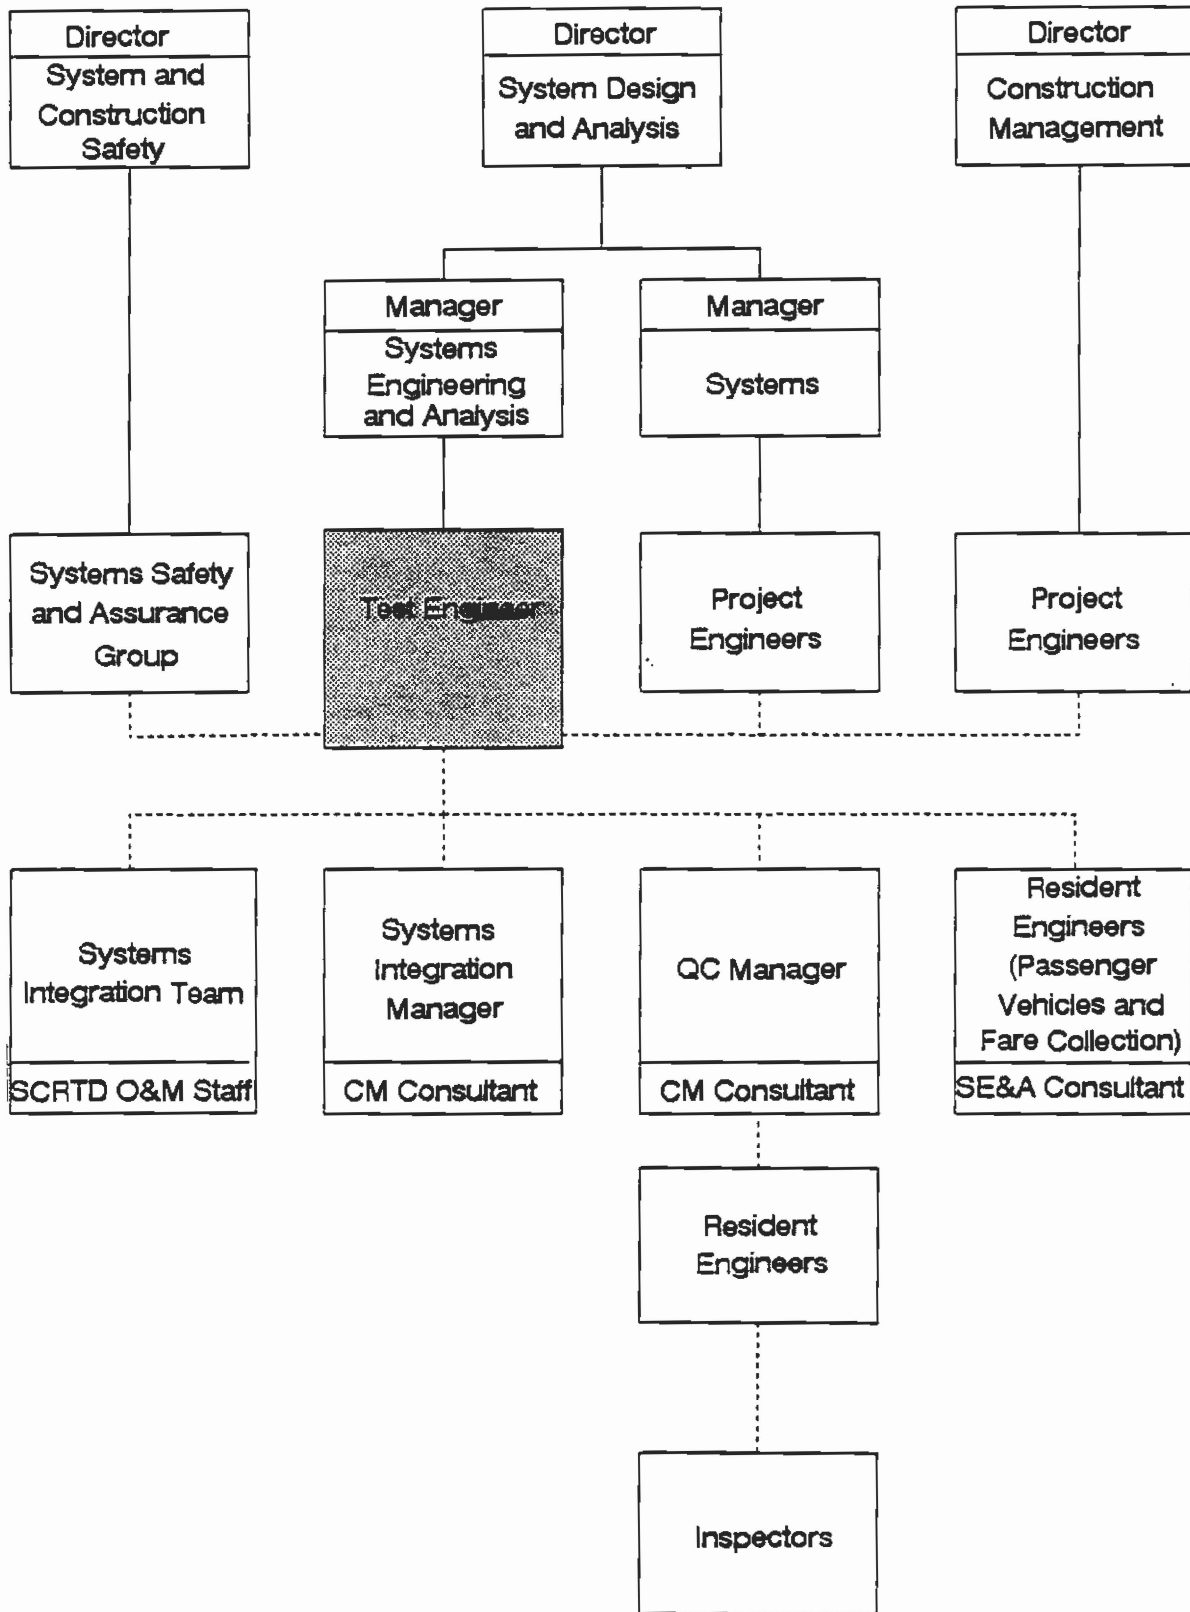 Director
System and
Construction
Safety
Director
System Design
and Analysis
Director
Construction
Management
Manager
Systems
Engineering
and Analysis
Manager
Systems
Systems Safety
and Assurance
Group
Test Engineer
Project
Engineers
Project
Engineers
Systems
Integration Team
SCRTD O&M Staff
Systems
Integration
Manager
CM Consultant
QC Manager
CM Consultant
Resident
Engineers
(Passenger
Vehicles and
Fare Collection)
SE&A Consultant
Resident
Engineers
Inspectors